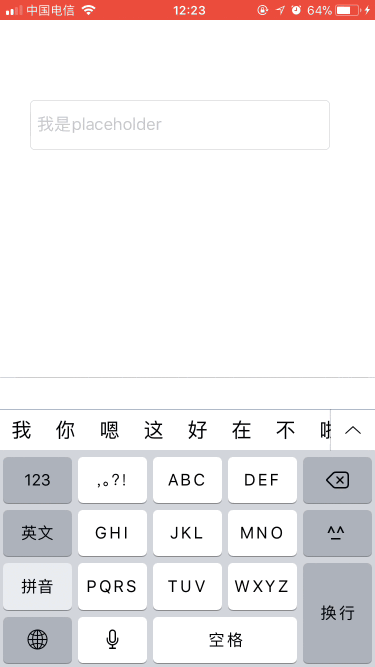 中国电信 12:23 64%
我是placeholder
我 你 嗯 这 好 在 不
123 ,。?! ABC DEF
英文 GHI JKL MNO ^^
拼音 PQRS TUV WXYZ 换行
空格